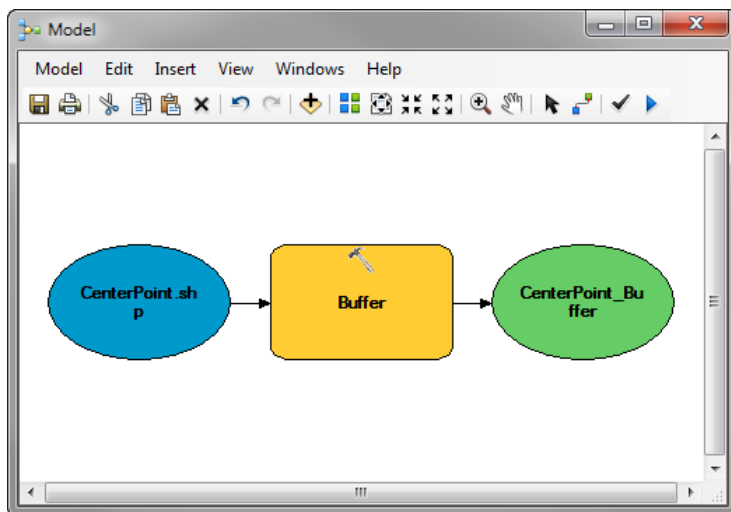 Model
Model Edit Insert View Windows Help
CenterPoint.sh
p
Buffer
CenterPoint_Bu
ffer